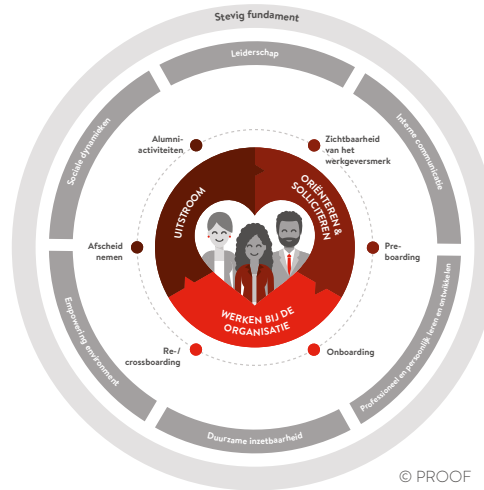 Stevig fundament
Leiderschap
Sociale dynamieken
Interne communicatie
Alumni-
activiteiten
Zichtbaarheid
van het
werkgeversmerk
UITSTROOM
ORIËNTEREN &
SOLLICITEREN
Afscheid
nemen
Pre-
boarding
WERKEN BIJ DE
ORGANISATIE
Re-/
crossboarding
Onboarding
Empowering environment
Professioneel en persoonlijk leren en ontwikkelen
Duurzame inzetbaarheid
© PROOF